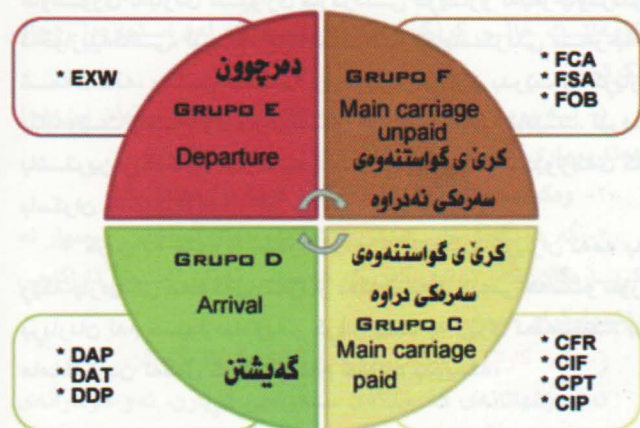 * EXW
دەرچوون
GRUPO E
Departure
GRUPO F
Main carriage
unpaid
کرێ ی گواستنەوەی
سەرەکی نەدراوە
* FCA
* FSA
* FOB
GRUPO D
Arrival
گەیشتن
* DAP
* DAT
* DDP
کرێ ی گواستنەوەی
سەرەکی دراوە
GRUPO C
Main carriage
paid
* CFR
* CIF
* CPT
* CIP